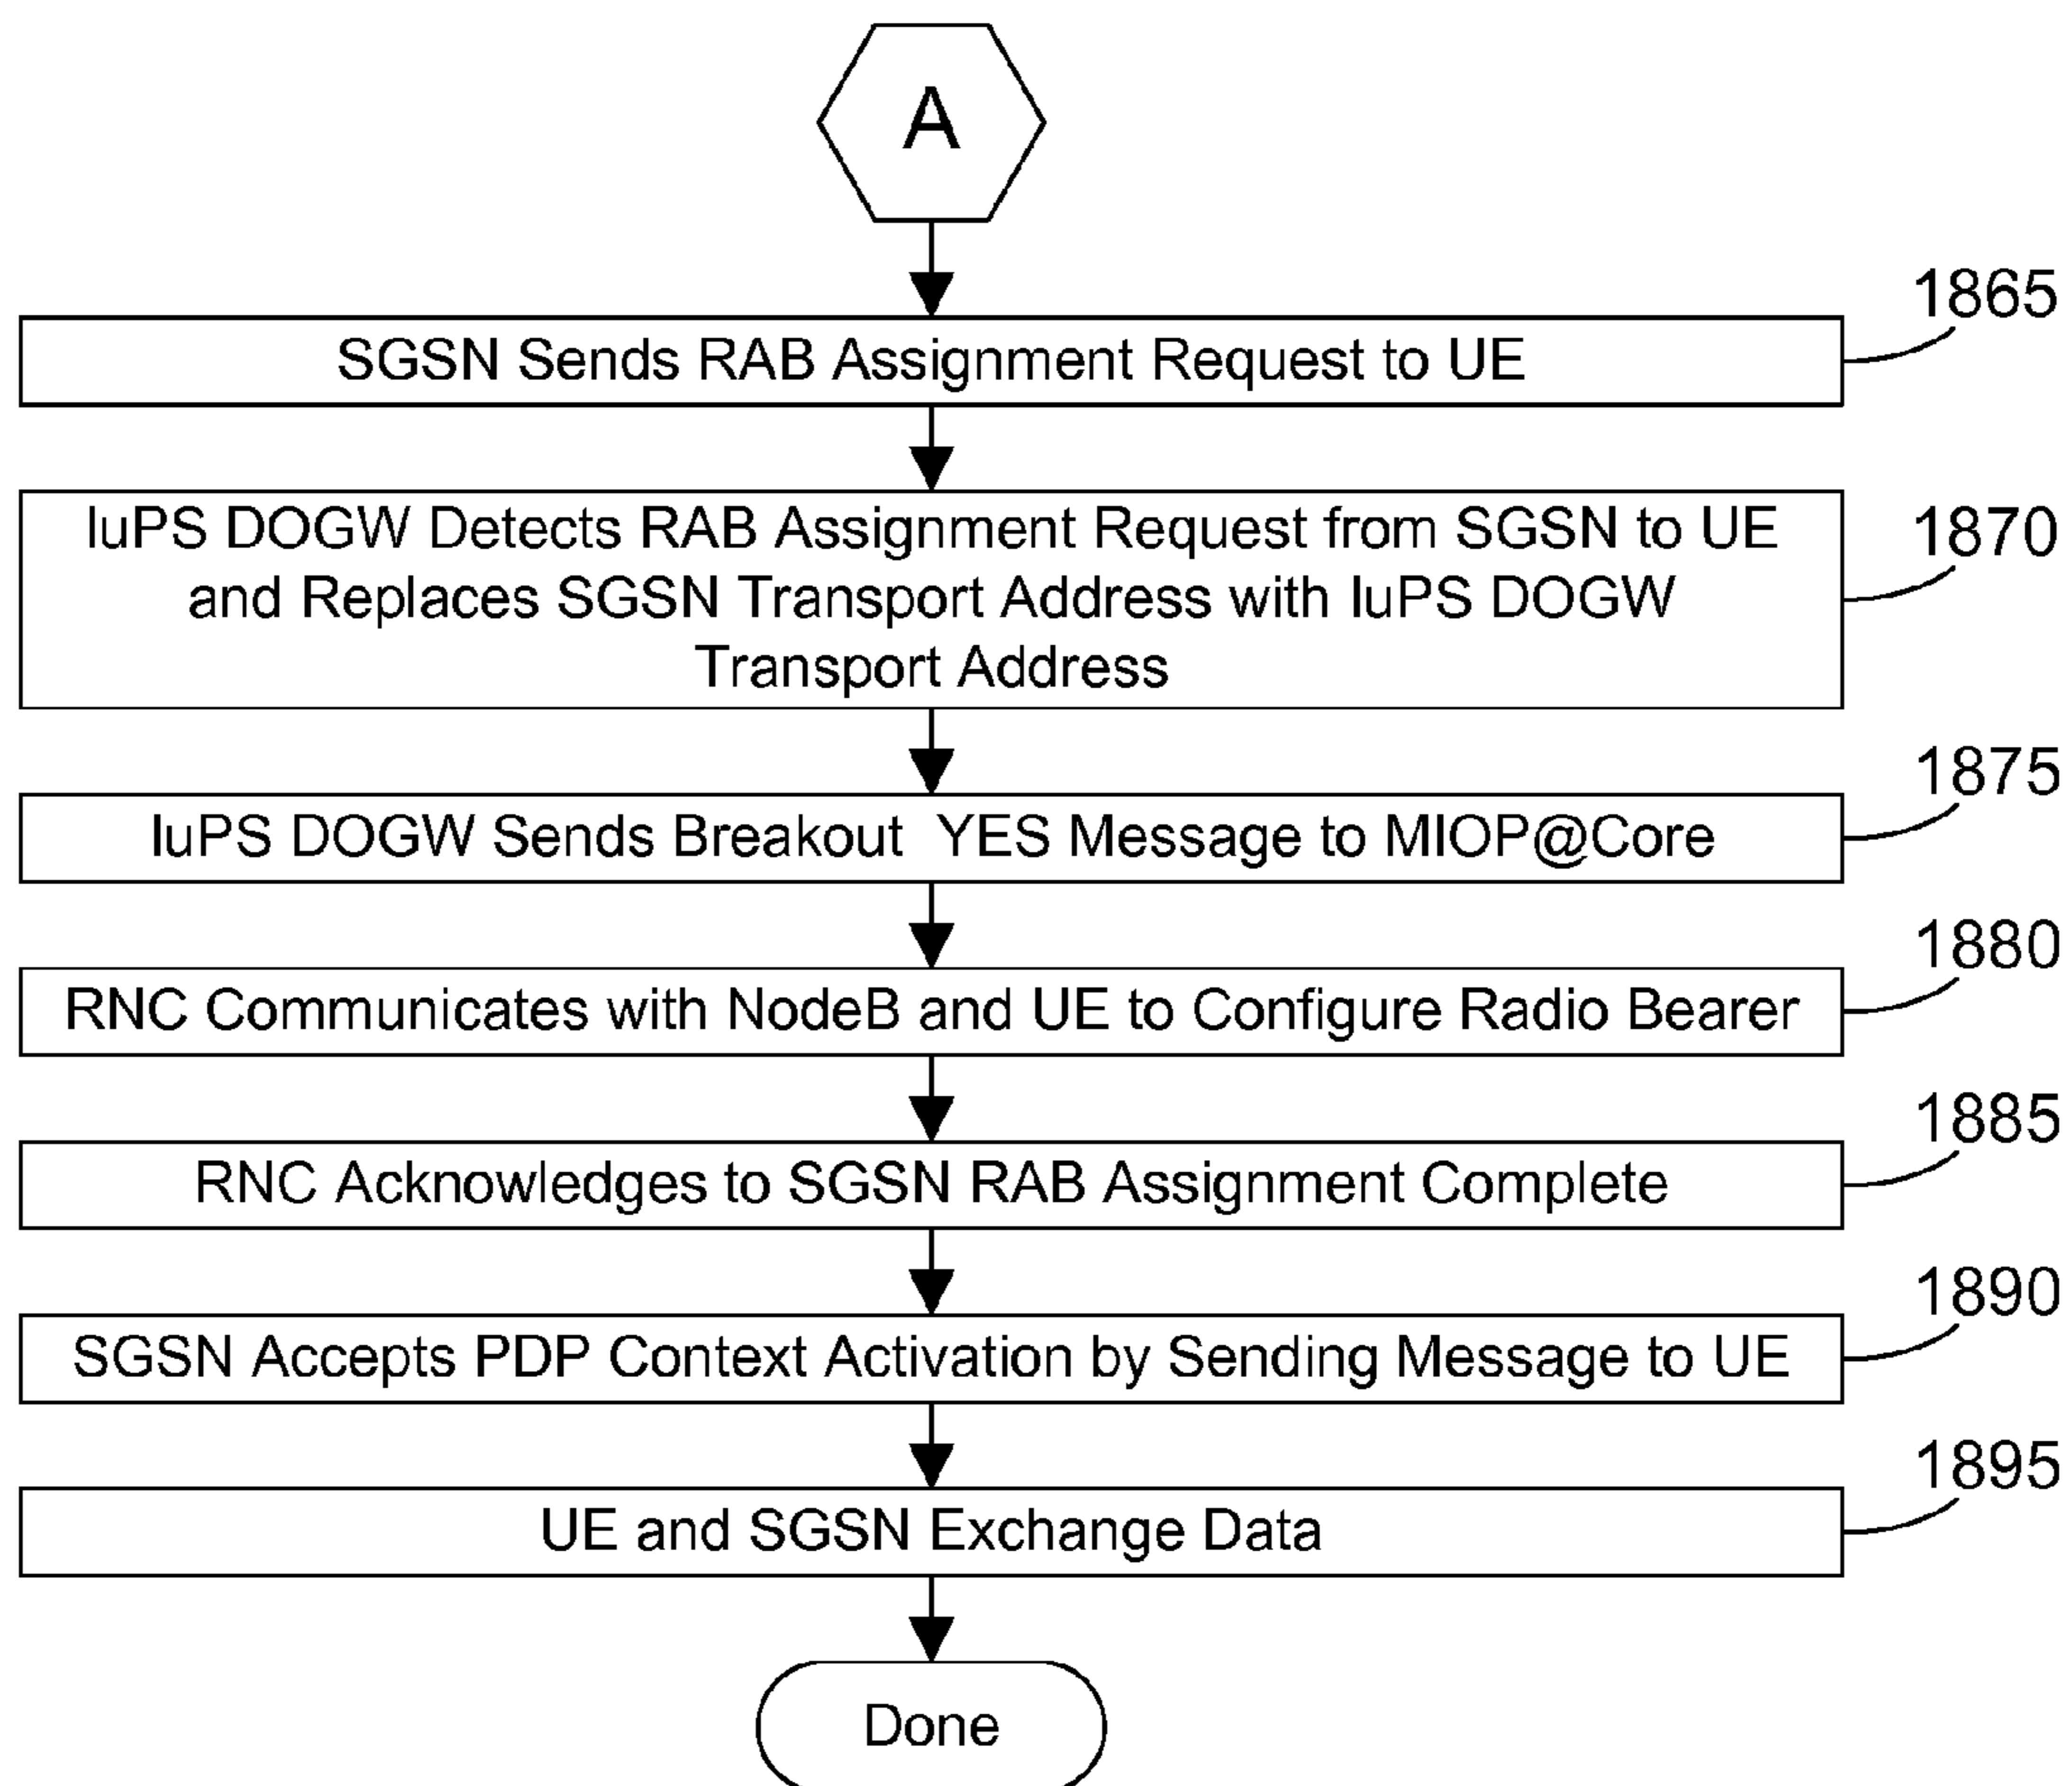 A
1865
SGSN Sends RAB Assignment Request to UE
IuPS DOGW Detects RAB Assignment Request from SGSN to UE
and Replaces SGSN Transport Address with IuPS DOGW
Transport Address
1870
1875
IuPS DOGW Sends Breakout YES Message to MIOP@Core
1880
RNC Communicates with NodeB and UE to Configure Radio Bearer
1885
RNC Acknowledges to SGSN RAB Assignment Complete
1890
SGSN Accepts PDP Context Activation by Sending Message to UE
1895
UE and SGSN Exchange Data
Done